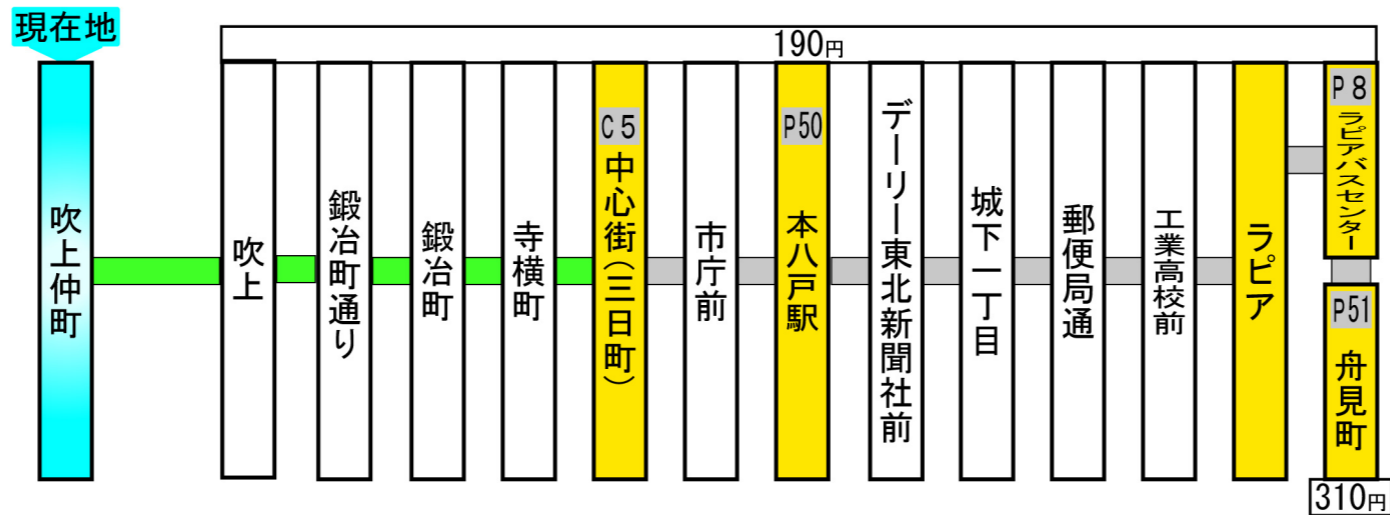 現在地
190円
吹上仲町
吹上
鍛冶町通り
鍛冶町
寺横町
C5
中心街(三日町)
市庁前
P50
本八戸駅
デーリー東北新聞社前
城下一丁目
郵便局通
工業高校前
ラピア
P8
ラピアバスセンター
P51
舟見町
310円